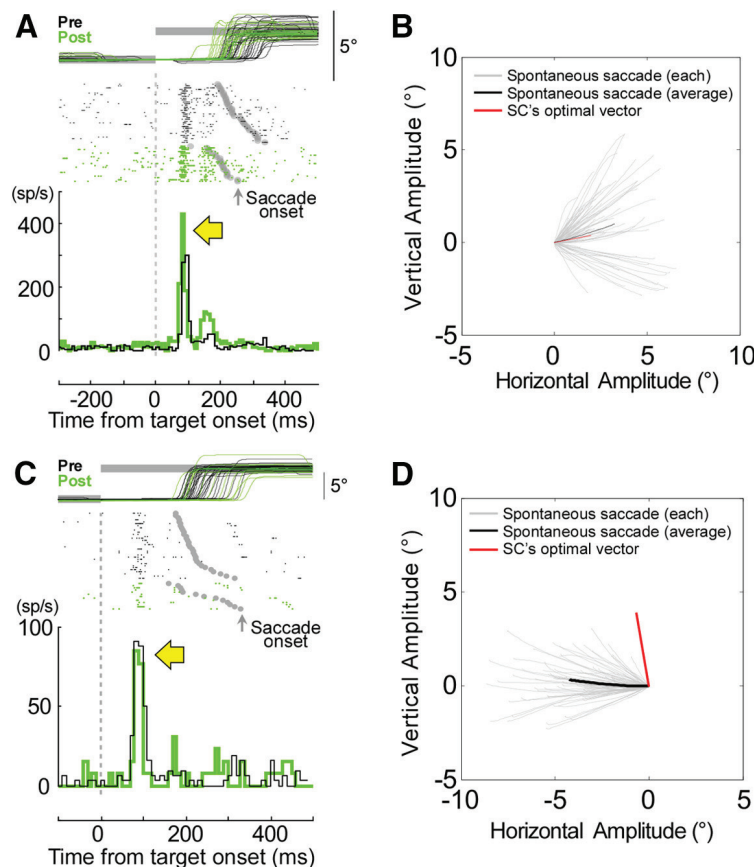 A
Pre
Post
5°
Saccade
onset
(sp/s)
400
200
0
-200 0 200 400
Time from target onset (ms)
B
Spontaneous saccade (each)
Spontaneous saccade (average)
SC's optimal vector
10
5
0
-5
-5 0 5 10
Vertical Amplitude (°)
Horizontal Amplitude (°)
C
Pre
Post
5°
Saccade
onset
(sp/s)
100
50
0
0 200 400
Time from target onset (ms)
D
Spontaneous saccade (each)
Spontaneous saccade (average)
SC's optimal vector
10
5
0
-5
-10 -5 0 5
Vertical Amplitude (°)
Horizontal Amplitude (°)